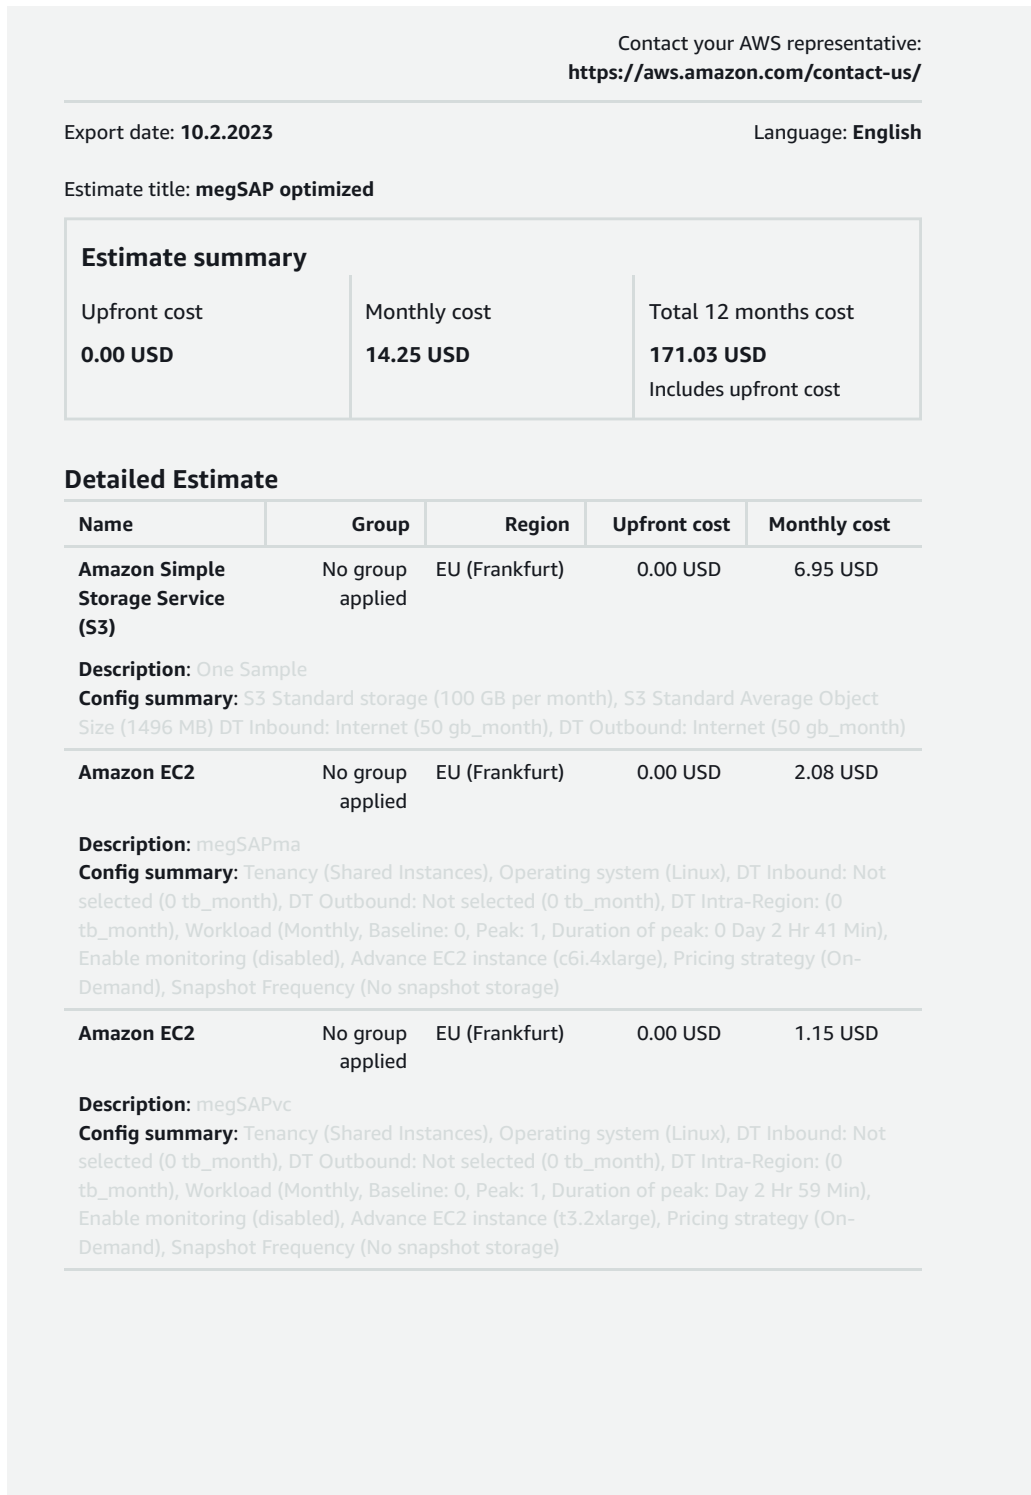 Contact your AWS representative:
https://aws.amazon.com/contact-us/
Export date: 10.2.2023 Language: English
Estimate title: megSAP optimized
Estimate summary
Upfront cost Monthly cost Total 12 months cost
0.00 USD 14.25 USD 171.03 USD
Includes upfront cost
Detailed Estimate
Name Group Region Upfront cost Monthly cost
Amazon Simple No group EU (Frankfurt) 0.00 USD 6.95 USD
Storage Service applied
(S3)
Description: One Sample
Config summary: S3 Standard storage (100 GB per month), S3 Standard Average Object
Size (1496 MB) DT Inbound: Internet (50 gb_month), DT Outbound: Internet (50 gb_month)
Amazon EC2 No group EU (Frankfurt) 0.00 USD 2.08 USD
applied
Description: megSAPma
Config summary: Tenancy (Shared Instances), Operating system (Linux), DT Inbound: Not
selected (0 tb_month), DT Outbound: Not selected (0 tb_month), DT Intra-Region: (0
tb_month), Workload (Monthly, Baseline: 0, Peak: 1, Duration of peak: 0 Day 2 Hr 41 Min),
Enable monitoring (disabled), Advance EC2 instance (c6i.4xlarge), Pricing strategy (On-
Demand), Snapshot Frequency (No snapshot storage)
Amazon EC2 No group EU (Frankfurt) 0.00 USD 1.15 USD
applied
Description: megSAPvc
Config summary: Tenancy (Shared Instances), Operating system (Linux), DT Inbound: Not
selected (0 tb_month), DT Outbound: Not selected (0 tb_month), DT Intra-Region: (0
tb_month), Workload (Monthly, Baseline: 0, Peak: 1, Duration of peak: Day 2 Hr 59 Min),
Enable monitoring (disabled), Advance EC2 instance (t3.2xlarge), Pricing strategy (On-
Demand), Snapshot Frequency (No snapshot storage)